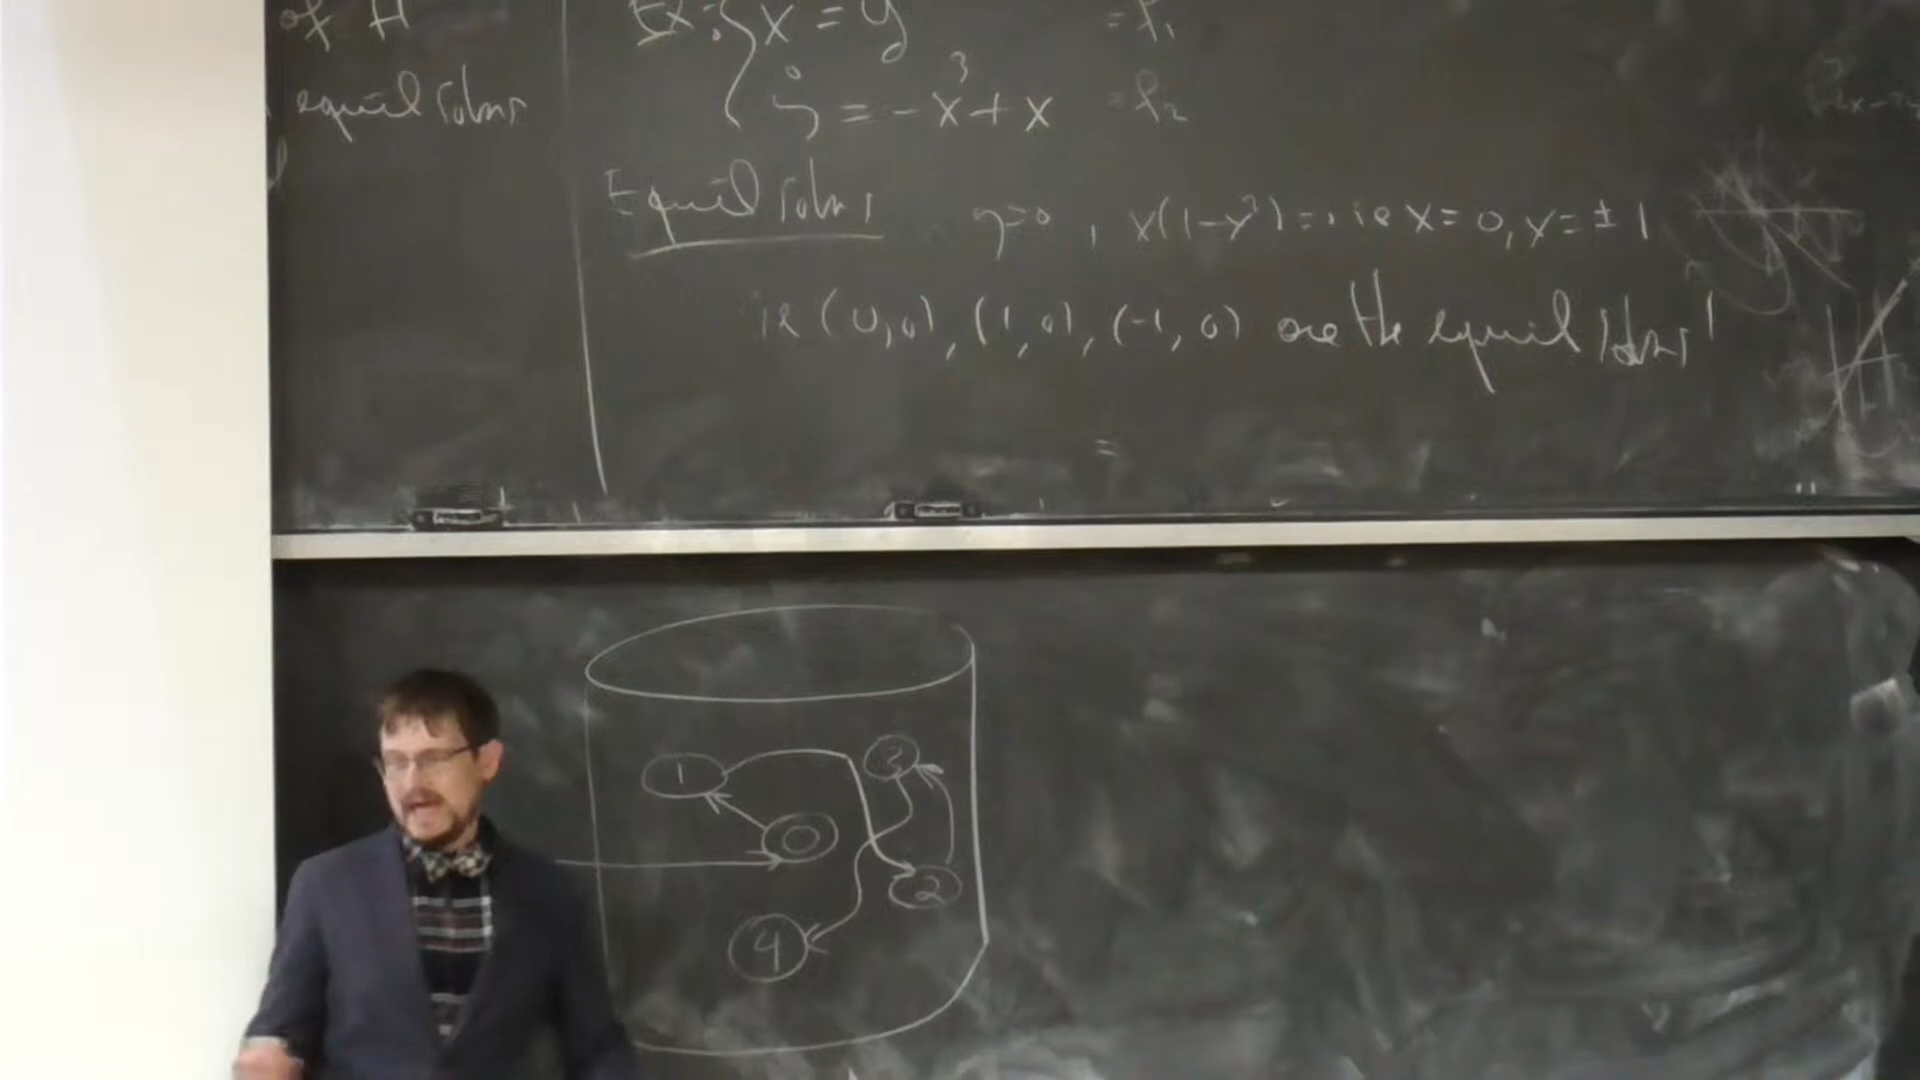 of H
equil solns
Ex: { ẋ = y = f₁
ẏ = -x³ + x = f₂
Equil solns y=0, x(1-x²)=0 ie x=0, x=±1
ie (0,0), (1,0), (-1,0) are the equil solns!
=
1
3
0
2
4